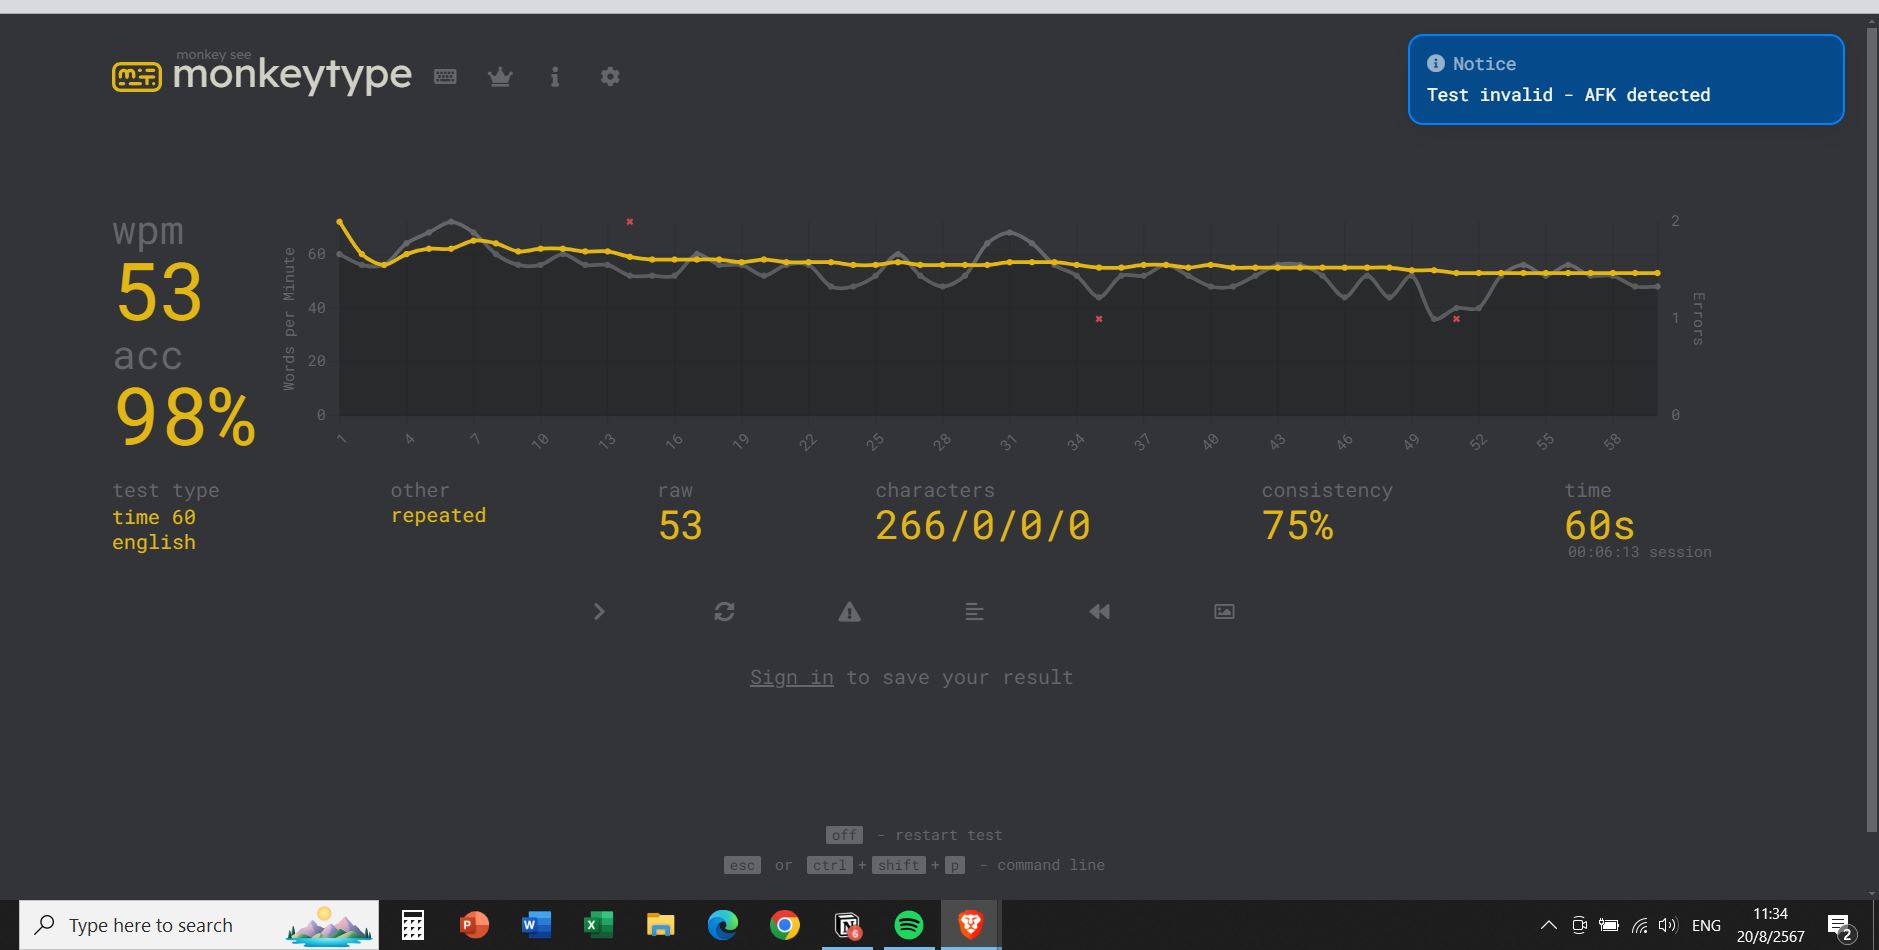 monkey see
monkeytype
Notice
Test invalid - AFK detected
wpm
53
acc
98%
Words per Minute
60
40
20
0
2
1
0
Errors
1 4 7 10 13 16 19 22 25 28 31 34 37 40 43 46 49 52 55 58
test type
time 60
english
other
repeated
raw
53
characters
266/0/0/0
consistency
75%
time
60s
00:06:13 session
Sign in to save your result
off - restart test
esc or ctrl + shift + p - command line
Type here to search
P
W
X
N
6
ENG
11:34
20/8/2567
2